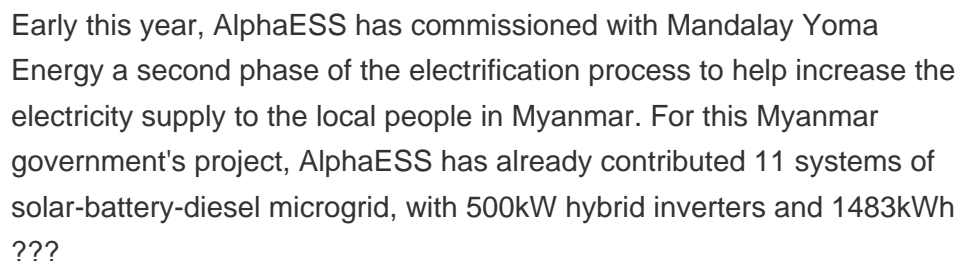 Early this year, AlphaESS has commissioned with Mandalay Yoma
Energy a second phase of the electrification process to help increase the
electricity supply to the local people in Myanmar. For this Myanmar
government's project, AlphaESS has already contributed 11 systems of
solar-battery-diesel microgrid, with 500kW hybrid inverters and 1483kWh
???